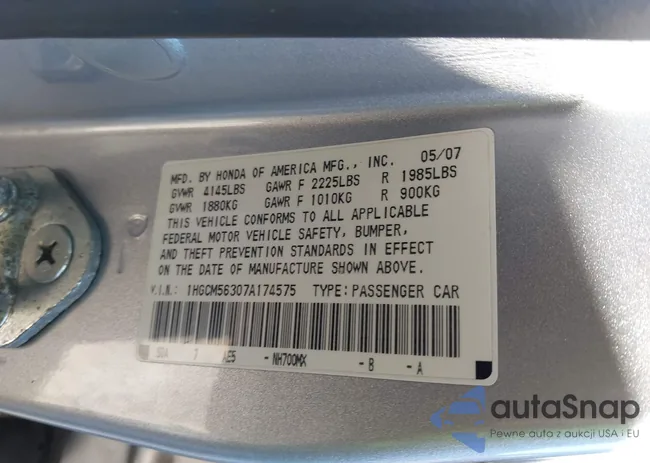 MFD. BY HONDA OF AMERICA MFG., INC. 05/07
GVWR 4145LBS GAWR F 2225LBS R 1985LBS
GVWR 1880KG GAWR F 1010KG R 900KG
THIS VEHICLE CONFORMS TO ALL APPLICABLE
FEDERAL MOTOR VEHICLE SAFETY, BUMPER,
AND THEFT PREVENTION STANDARDS IN EFFECT
ON THE DATE OF MANUFACTURE SHOWN ABOVE.
V.I.N.: 1HGCM56307A174575 TYPE: PASSENGER CAR
SDA 7 AE5 - NH700MX - B - A
autaSnap
Pewne auta z aukcji USA i EU